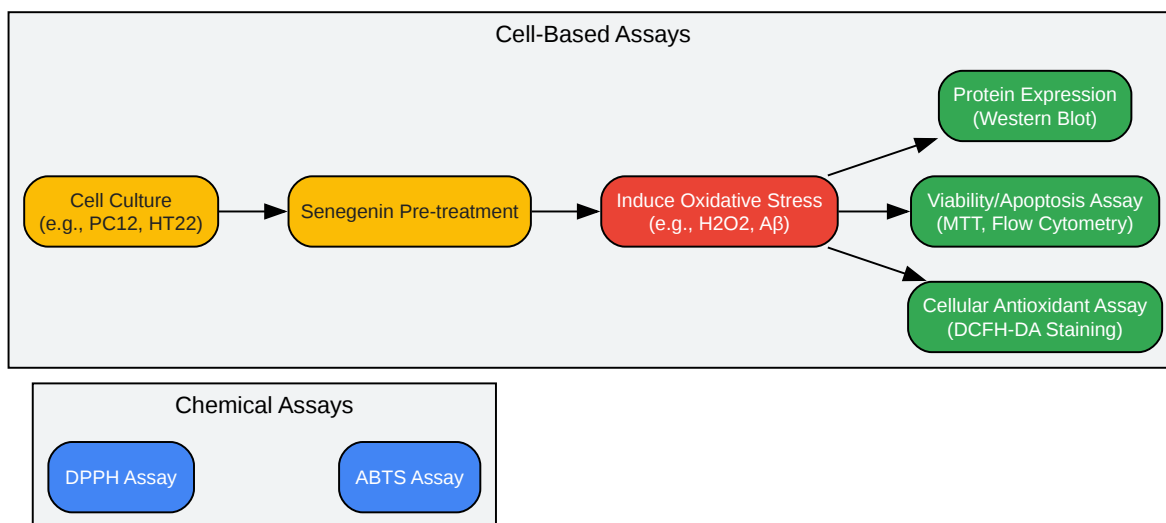 Cell-Based Assays
Protein Expression
(Western Blot)
Cell Culture
(e.g., PC12, HT22)
Senegenin Pre-treatment
Induce Oxidative Stress
(e.g., H2O2, Aβ)
Viability/Apoptosis Assay
(MTT, Flow Cytometry)
Cellular Antioxidant Assay
(DCFH-DA Staining)
Chemical Assays
DPPH Assay
ABTS Assay